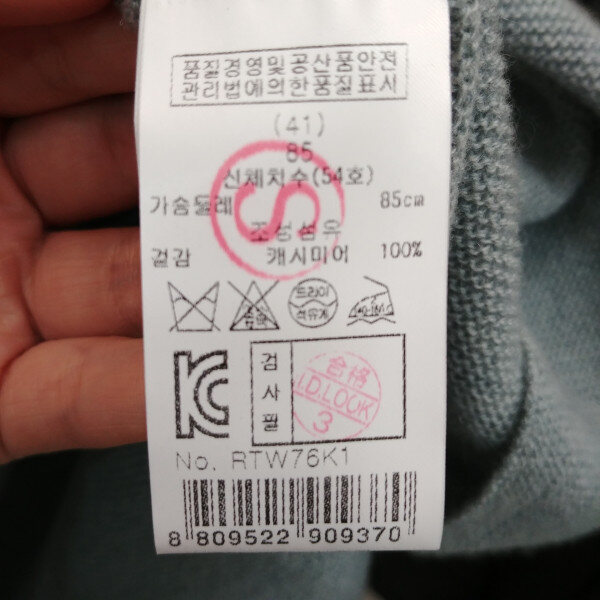 품질경영및공산품안전
관리법에의한품질표시
(41)
85
신체치수(54호)
가슴둘레 85cm
S
조성섬유
겉감 캐시미어 100%
염소
드라이
석유계
KC
검사필
合格
I.D.LOOK
3
No. RTW76K1
8 809522 909370